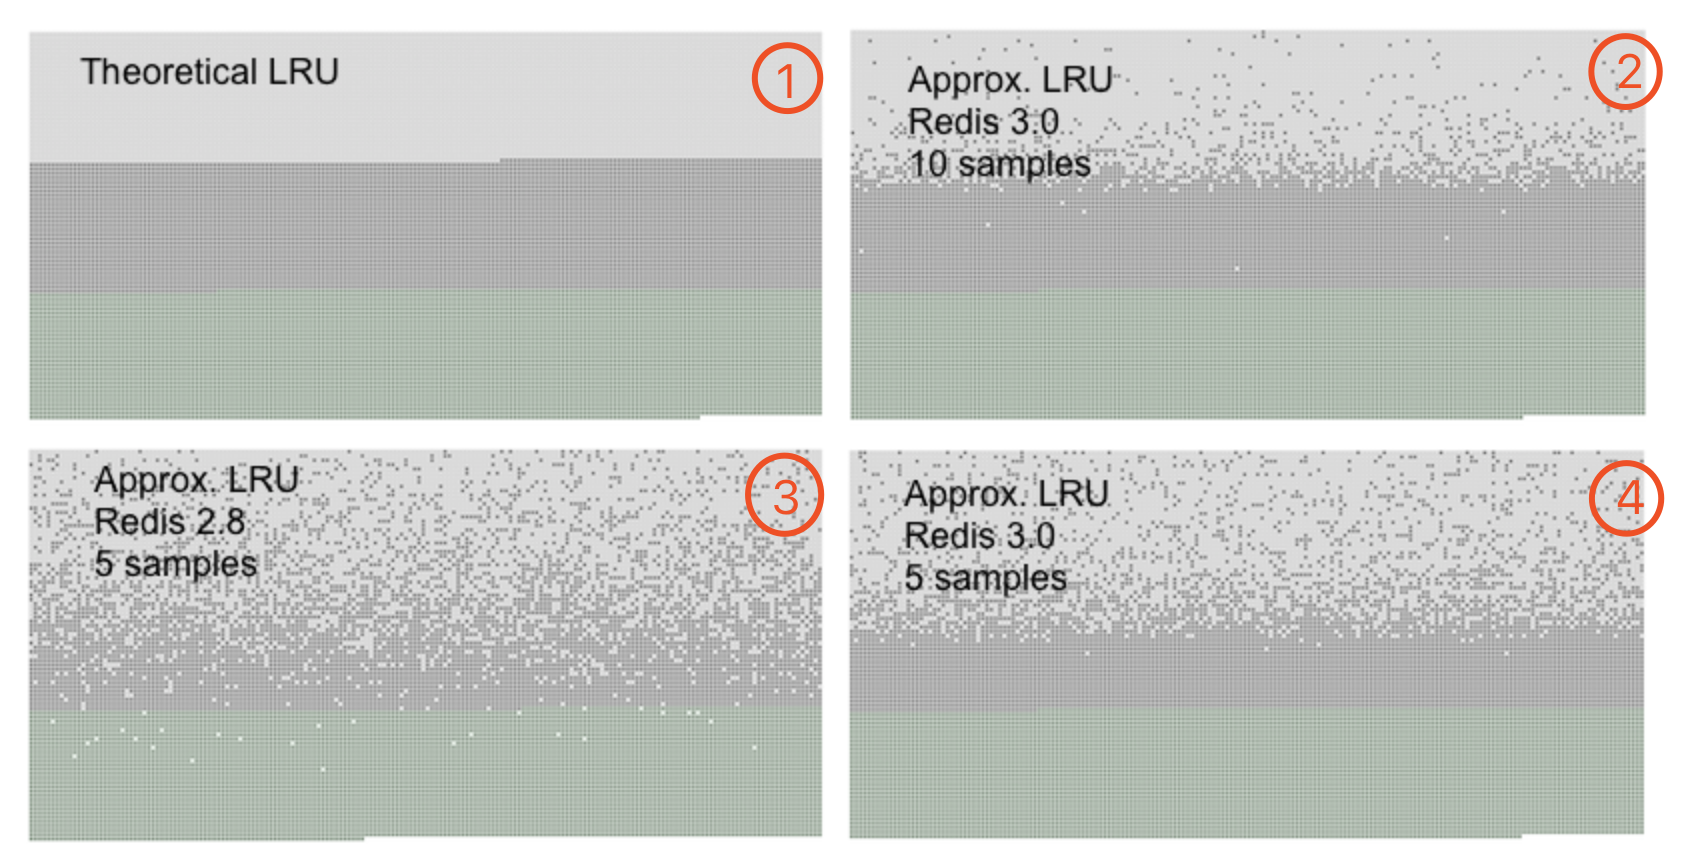 Theoretical LRU
1
Approx. LRU
Redis 3.0
10 samples
2
Approx. LRU
Redis 2.8
5 samples
3
Approx. LRU
Redis 3.0
5 samples
4